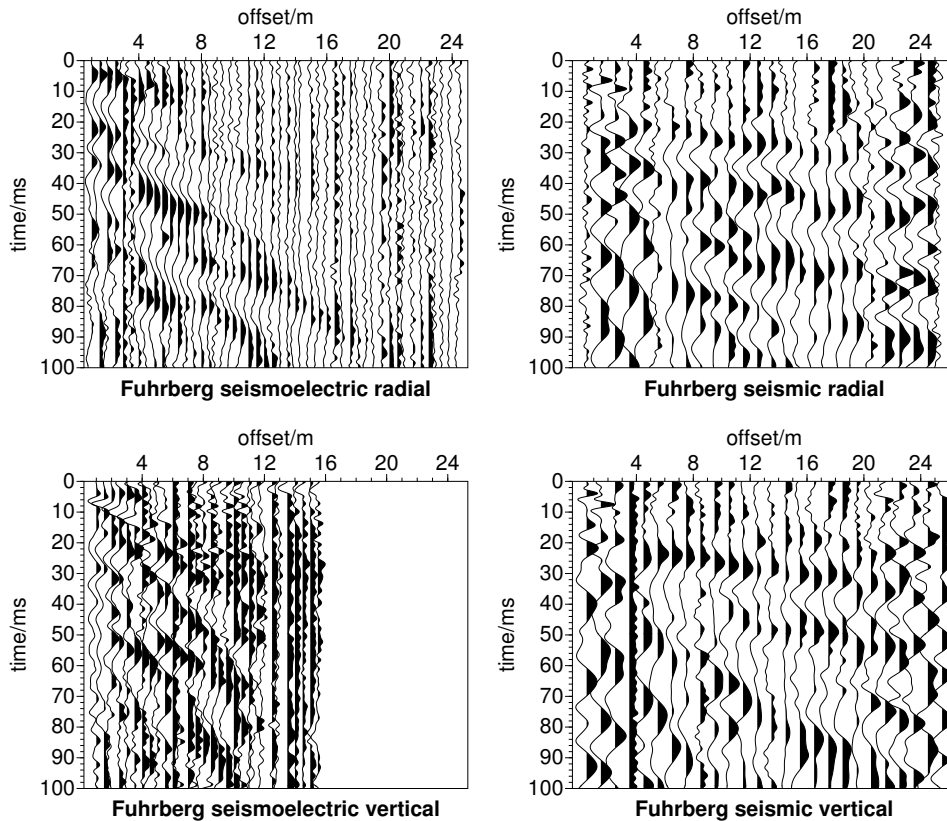 offset/m
4 8 12 16 20 24
0
10
20
30
40
50
60
70
80
90
100
time/ms
Fuhrberg seismoelectric radial
offset/m
4 8 12 16 20 24
0
10
20
30
40
50
60
70
80
90
100
time/ms
Fuhrberg seismic radial
offset/m
4 8 12 16 20 24
0
10
20
30
40
50
60
70
80
90
100
time/ms
Fuhrberg seismoelectric vertical
offset/m
4 8 12 16 20 24
0
10
20
30
40
50
60
70
80
90
100
time/ms
Fuhrberg seismic vertical